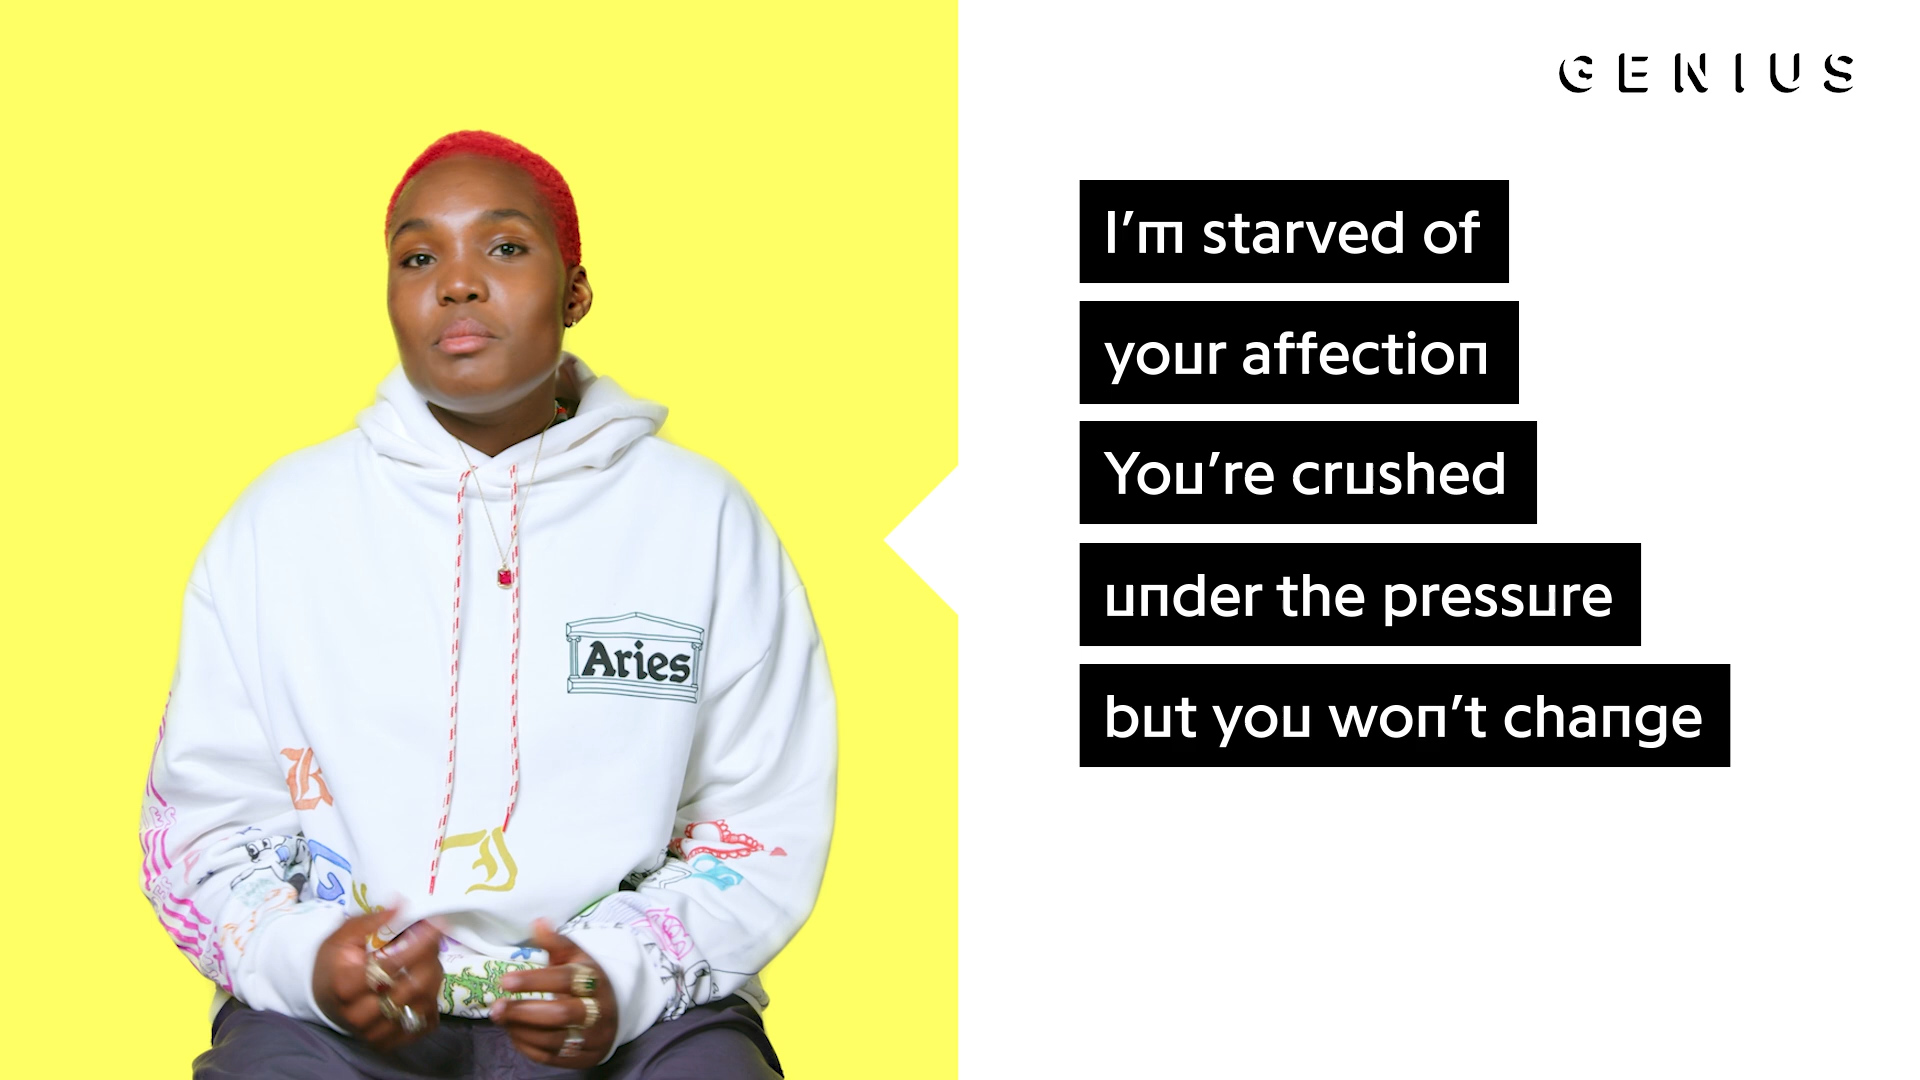 GENIUS
I’m starved of
your affection
You’re crushed
under the pressure
but you won’t change
Aries